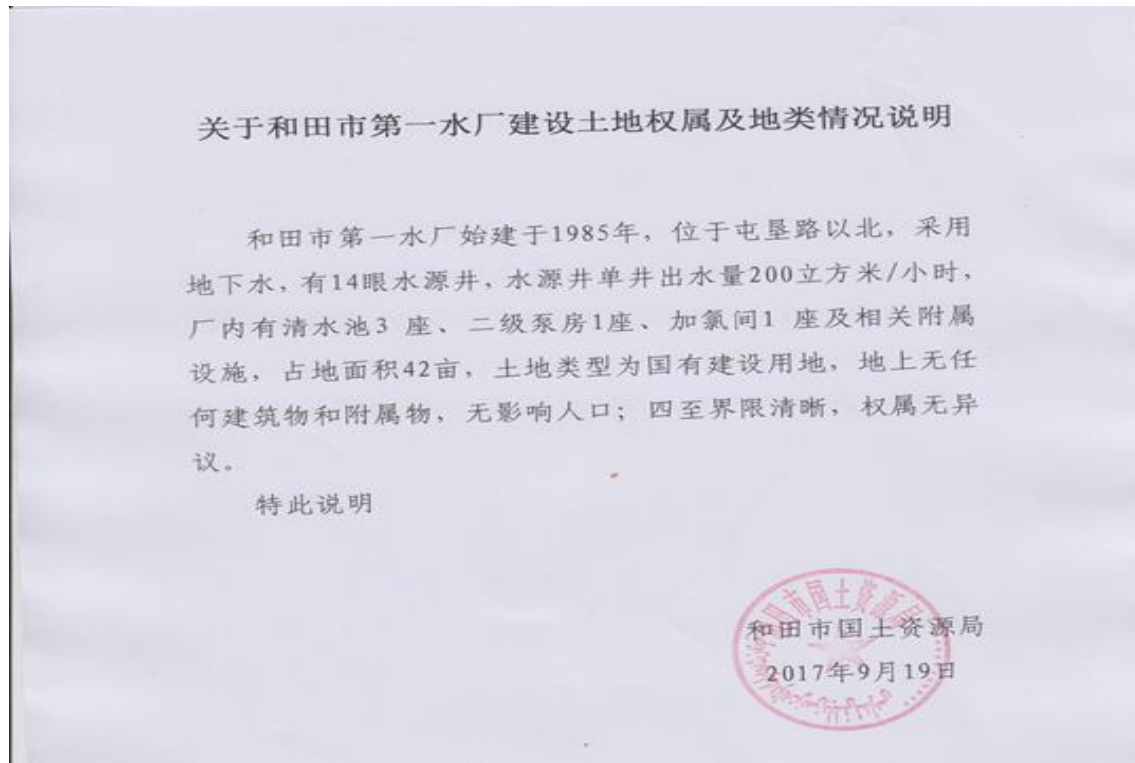 关于和田市第一水厂建设土地权属及地类情况说明
和田市第一水厂始建于1985年，位于屯垦路以北，采用
地下水，有14眼水源井，水源井单井出水量200立方米/小时，
厂内有清水池3 座、二级泵房1座、加氯间1 座及相关附属
设施，占地面积42亩，土地类型为国有建设用地，地上无任
何建筑物和附属物，无影响人口；四至界限清晰，权属无异
议。
特此说明
和田市国土资源局
和田市国土资源局
2017年9月19日